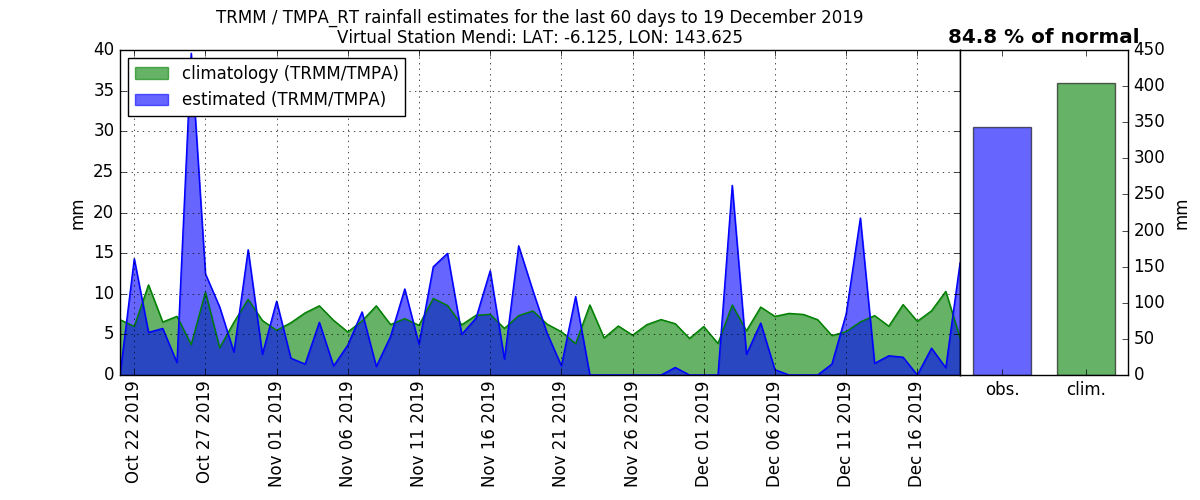 TRMM / TMPA_RT rainfall estimates for the last 60 days to 19 December 2019
Virtual Station Mendi: LAT: -6.125, LON: 143.625
84.8 % of normal
climatology (TRMM/TMPA)
estimated (TRMM/TMPA)
mm
40
35
30
25
20
15
10
5
0
Oct 22 2019
Oct 27 2019
Nov 01 2019
Nov 06 2019
Nov 11 2019
Nov 16 2019
Nov 21 2019
Nov 26 2019
Dec 01 2019
Dec 06 2019
Dec 11 2019
Dec 16 2019
obs.
clim.
450
400
350
300
250
200
150
100
50
0
mm